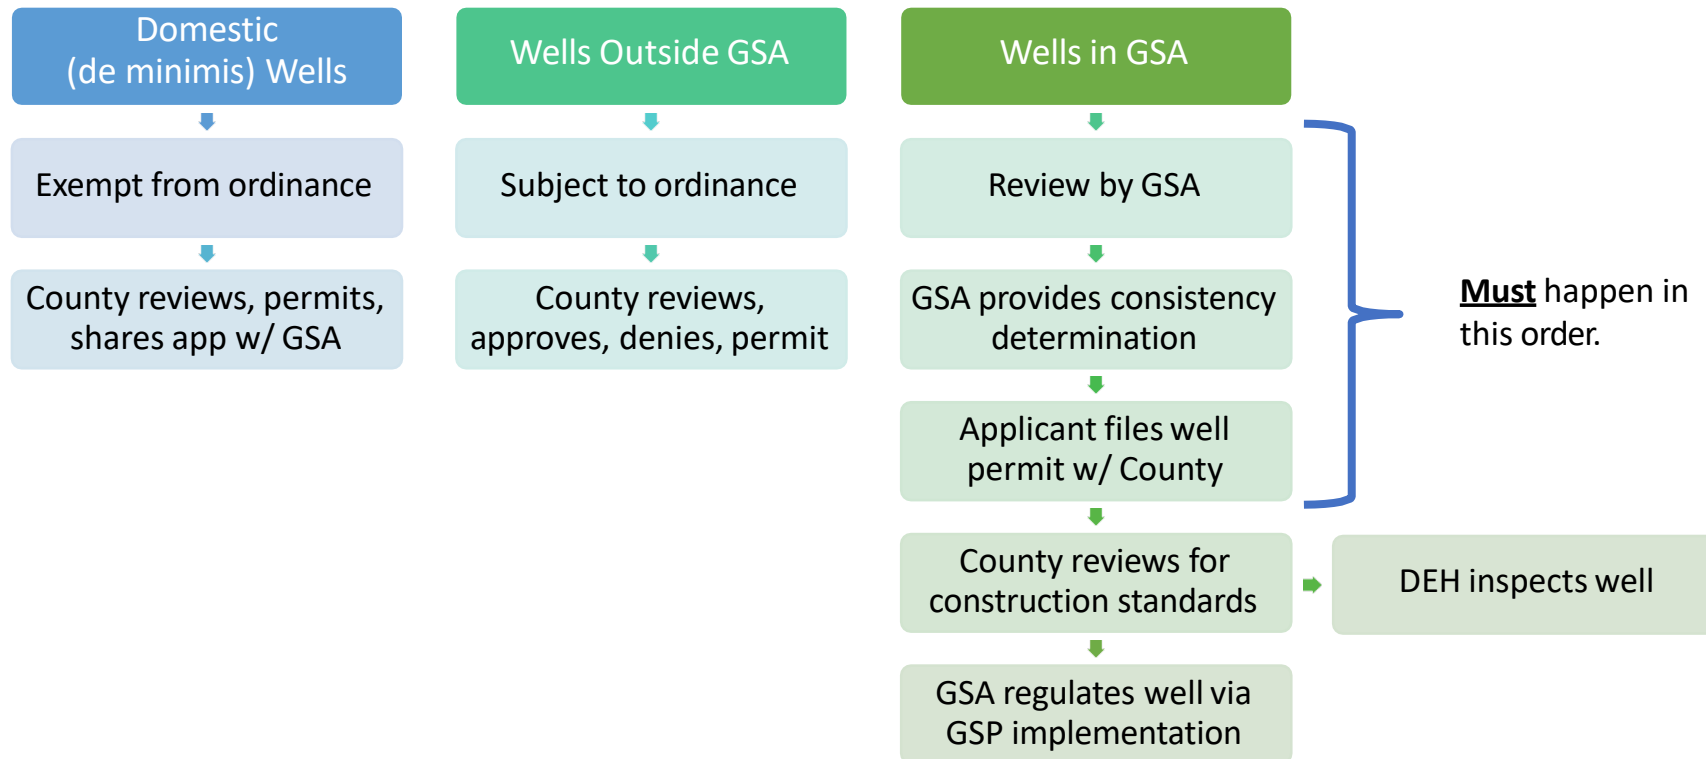 Domestic
(de minimis) Wells
Exempt from ordinance
County reviews, permits,
shares app w/ GSA
Wells Outside GSA
Subject to ordinance
County reviews,
approves, denies, permit
Wells in GSA
Review by GSA
GSA provides consistency
determination
Applicant files well
permit w/ County
Must happen in
this order.
County reviews for
construction standards
DEH inspects well
GSA regulates well via
GSP implementation